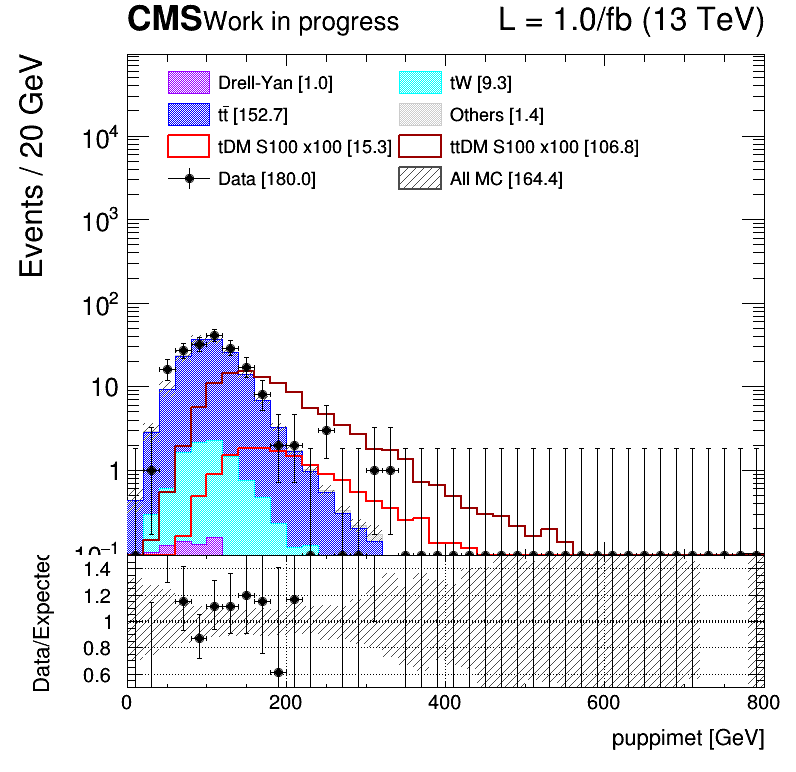 CMS Work in progress L = 1.0/fb (13 TeV)
Events / 20 GeV
Drell-Yan [1.0] tW [9.3]
tt̄ [152.7] Others [1.4]
tDM S100 x100 [15.3] ttDM S100 x100 [106.8]
Data [180.0] All MC [164.4]
10⁴
10³
10²
10
1
10⁻¹
Data/Expected
1.4
1.2
1
0.8
0.6
0 200 400 600 800
puppimet [GeV]